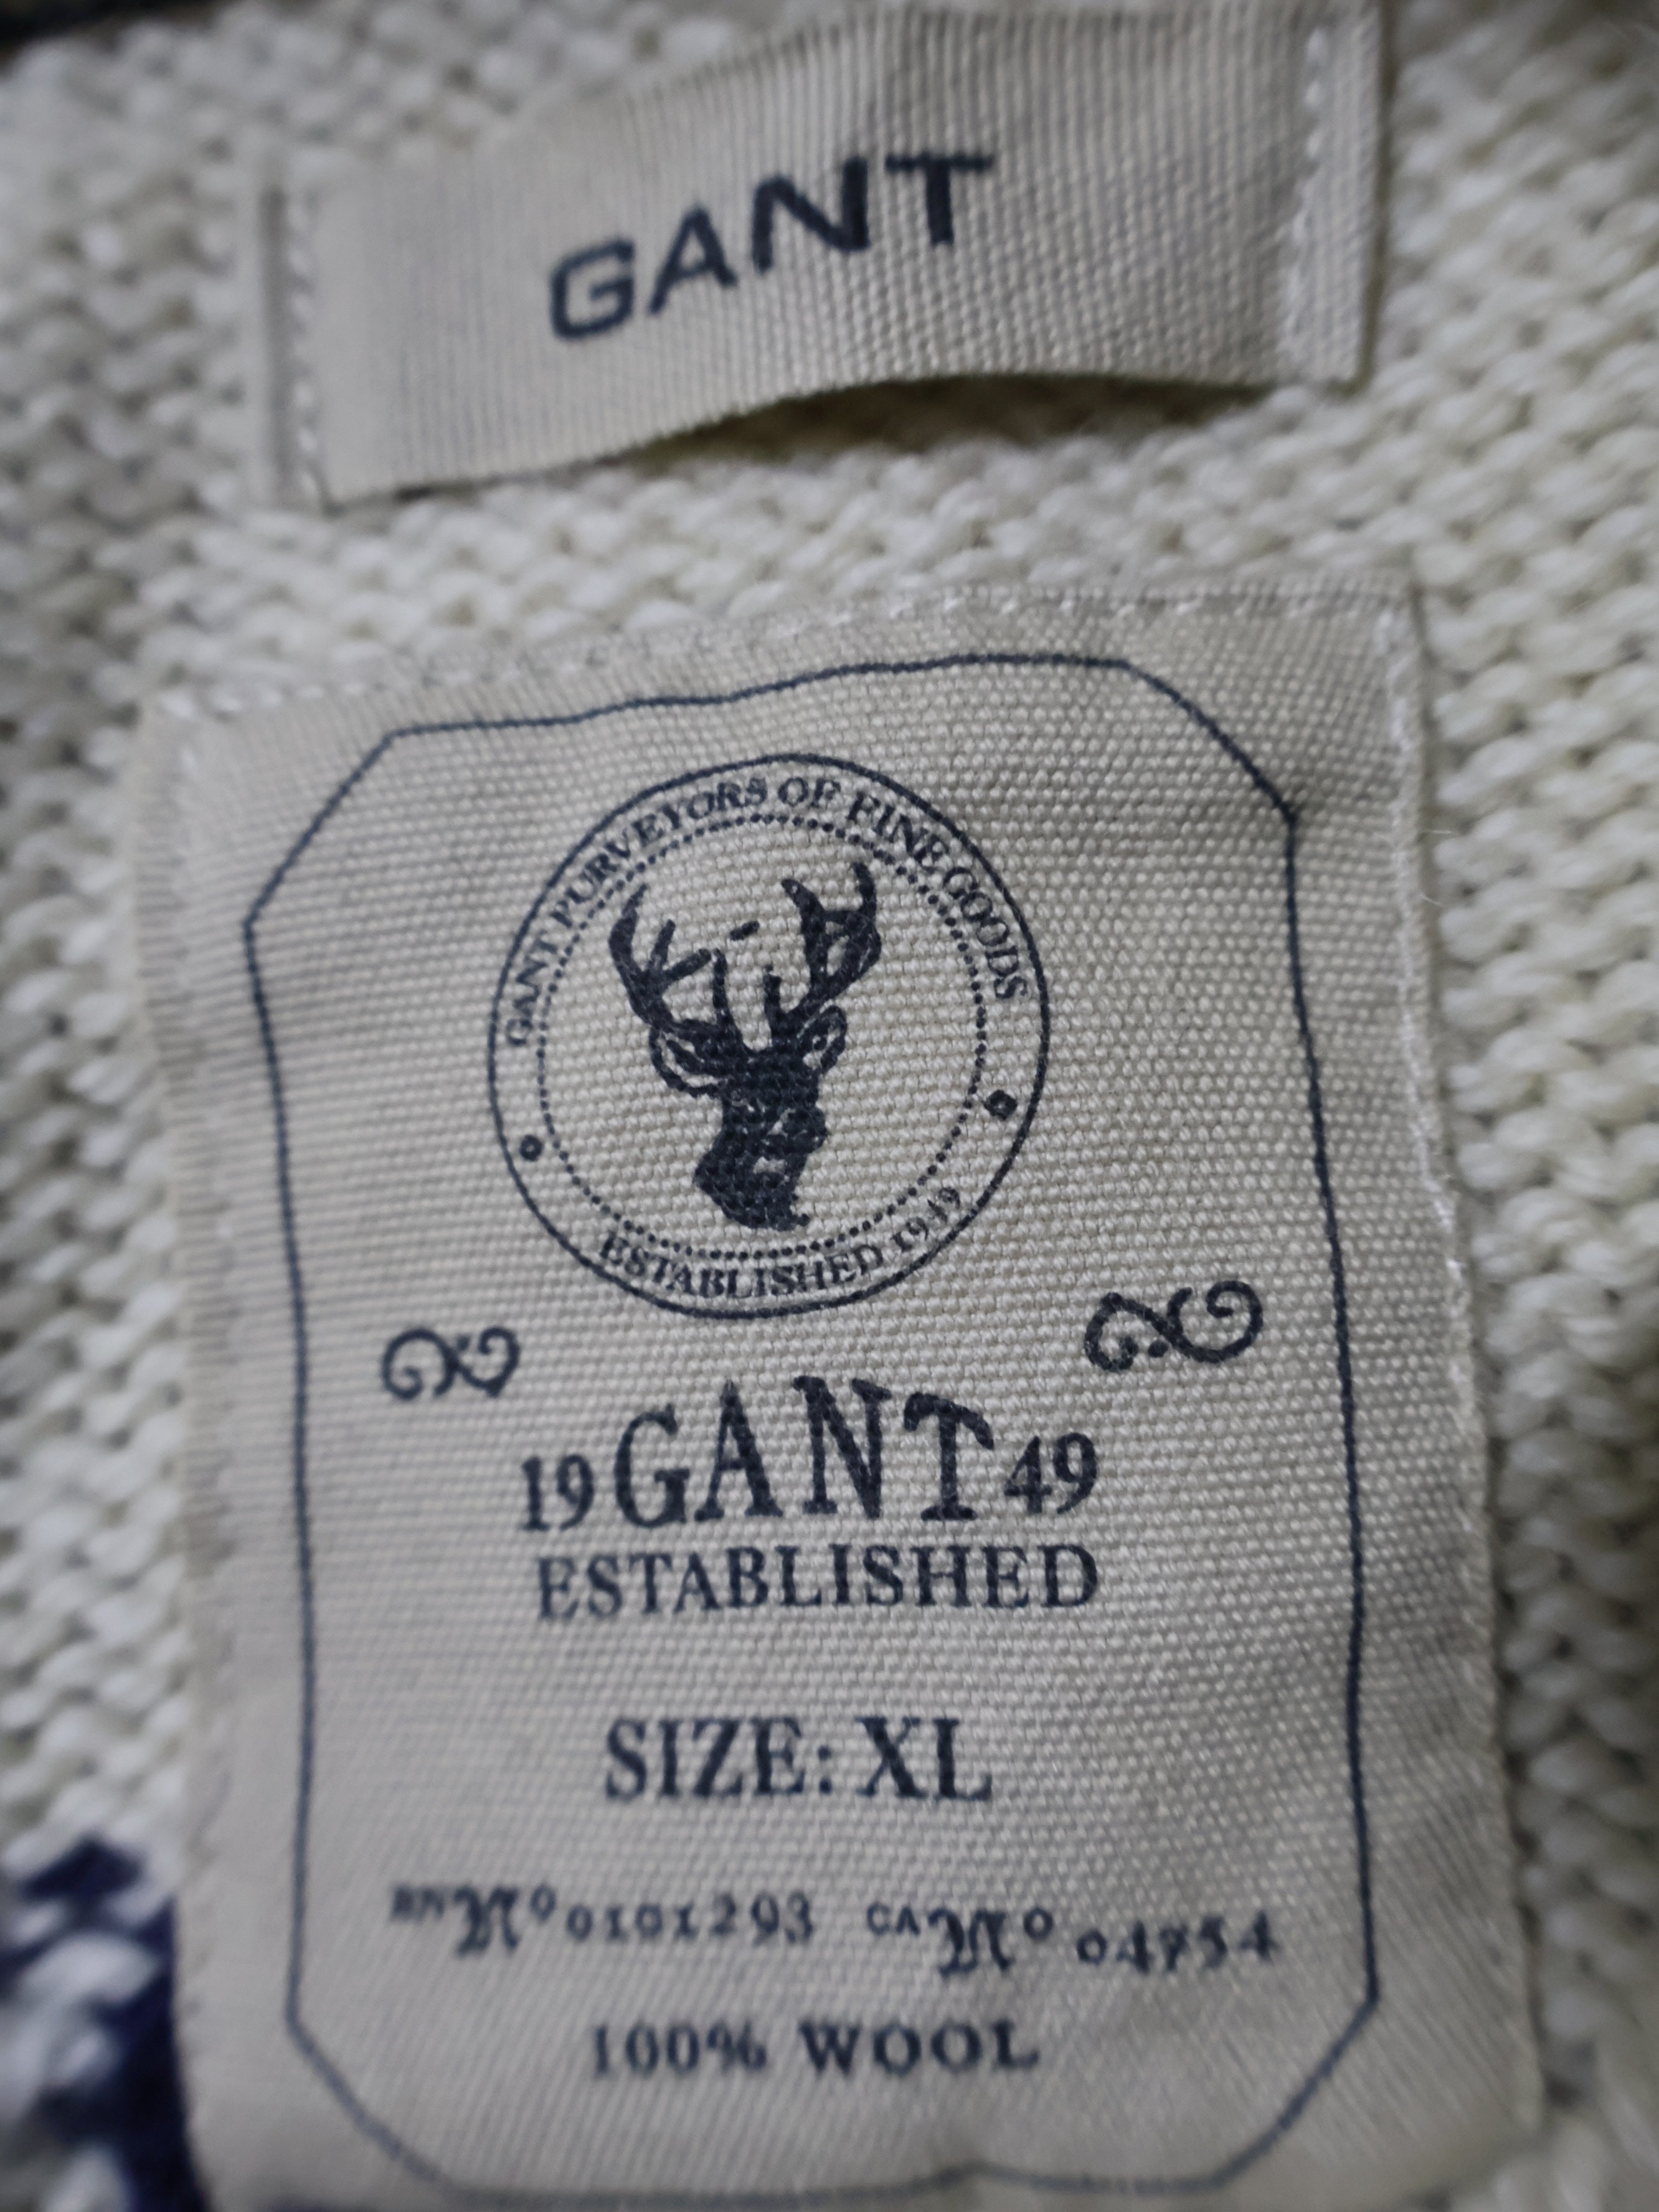 GANT
GANT PURVEYORS OF FINE GOODS
ESTABLISHED 1949
19 GANT 49
ESTABLISHED
SIZE: XL
RN Nº 0101293 CA Nº 04754
100% WOOL